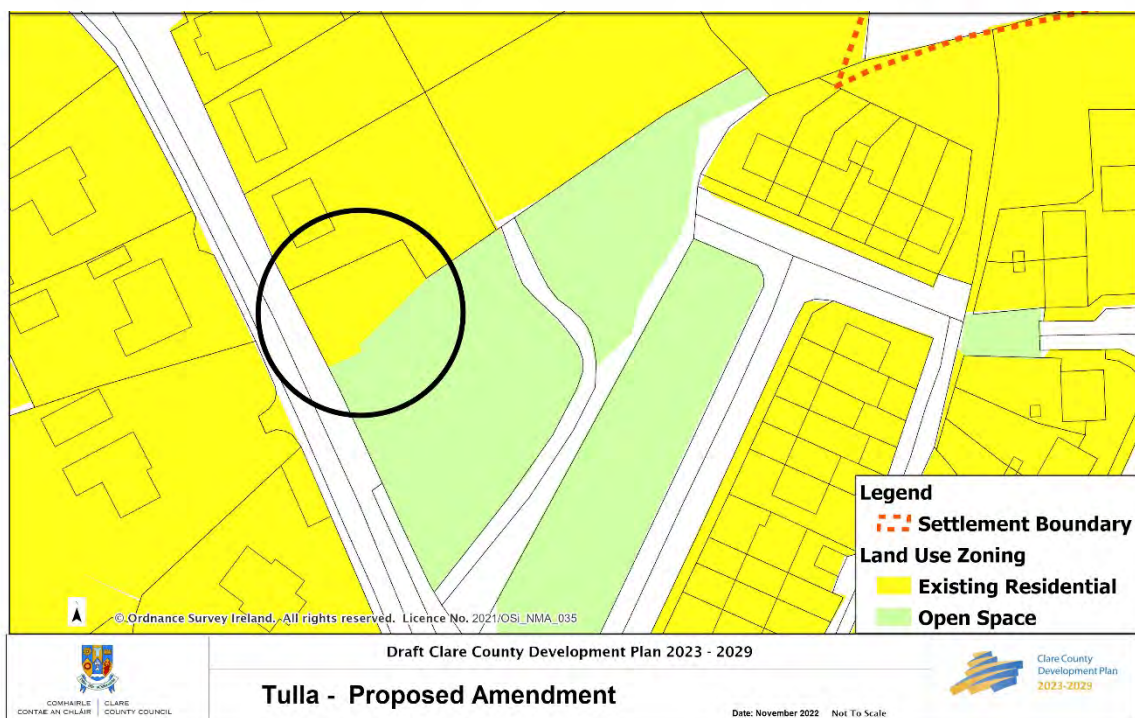 Legend
Settlement Boundary
Land Use Zoning
Existing Residential
Open Space
© Ordnance Survey Ireland. All rights reserved. Licence No. 2021/OSi_NMA_035
COMHAIRLE CONTAE AN CHLÁIR
CLARE COUNTY COUNCIL
Draft Clare County Development Plan 2023 - 2029
Tulla - Proposed Amendment
Date: November 2022 Not To Scale
Clare County
Development Plan
2023-2029